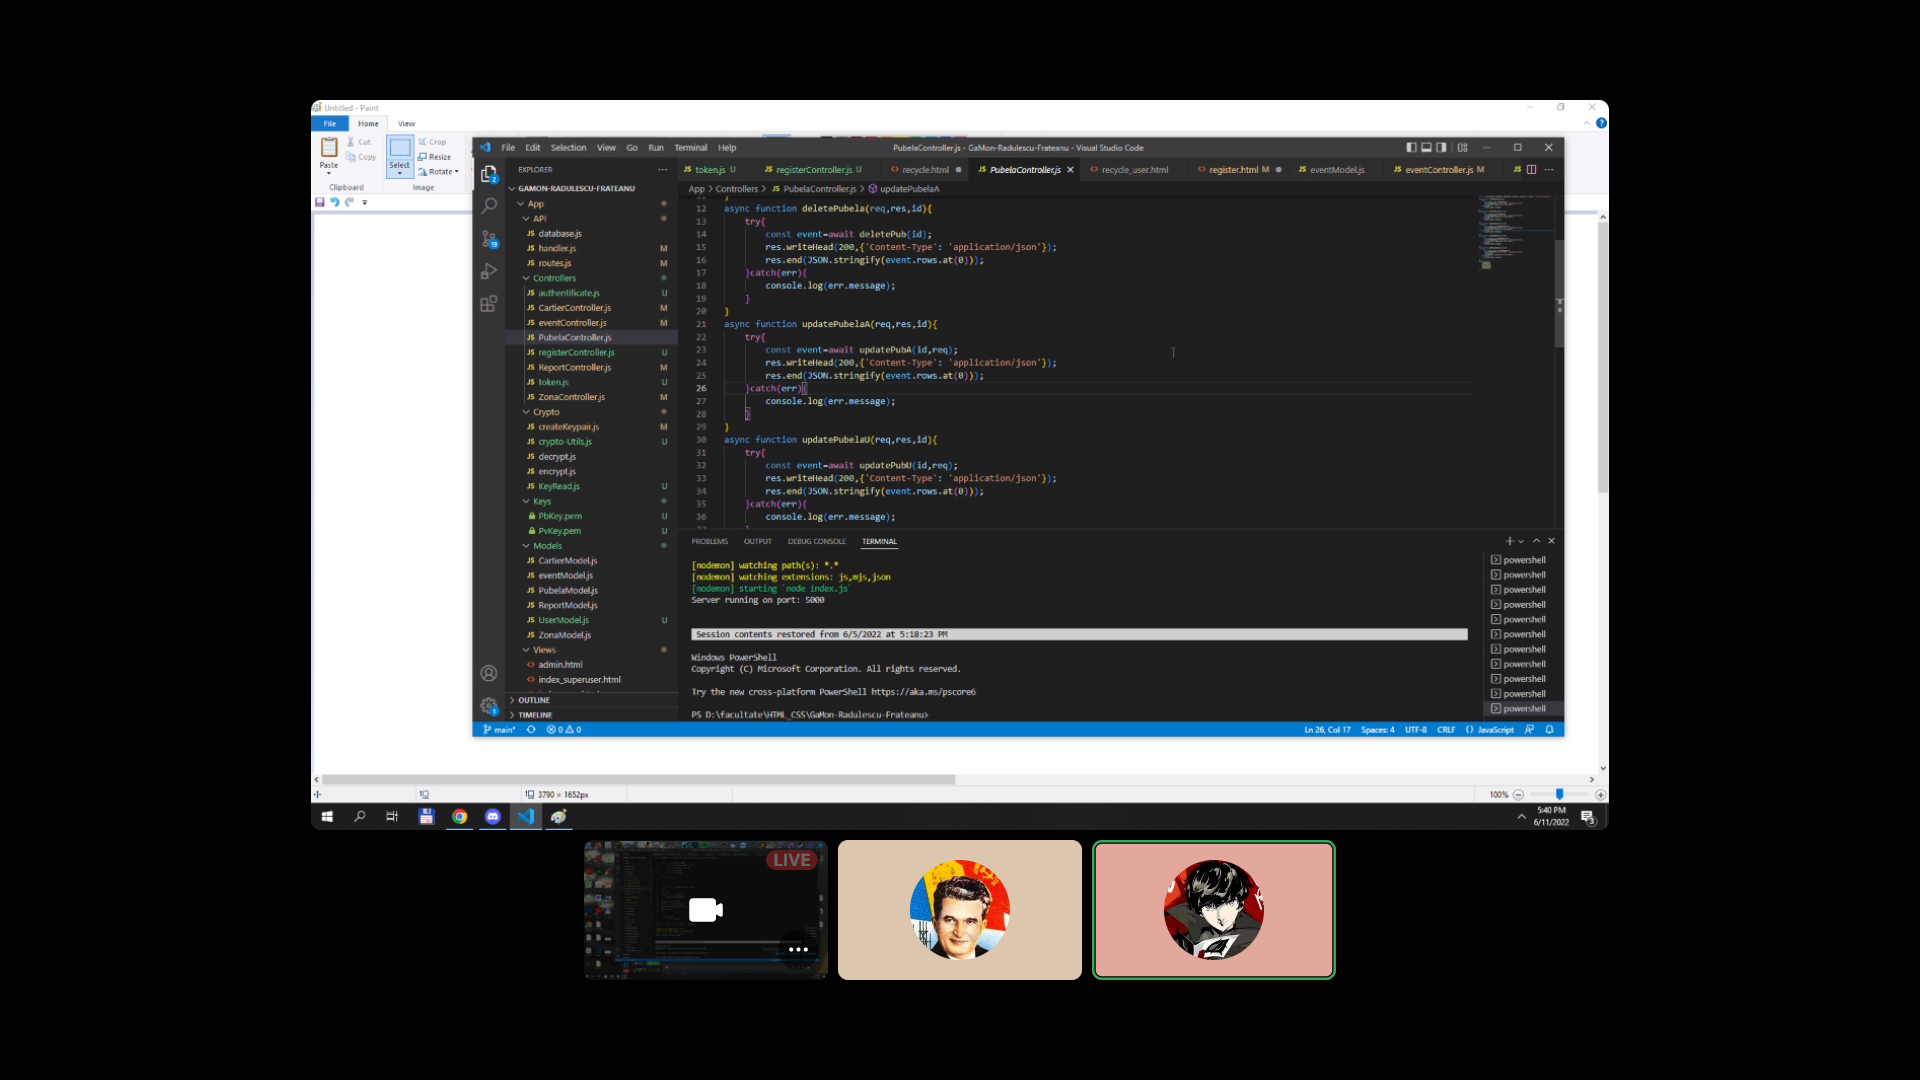 Untitled - Paint
File Home View
Paste
Cut
Copy
Clipboard
Select
Crop
Resize
Rotate
Image
File Edit Selection View Go Run Terminal Help
PubelaController.js - GaMon-Radulescu-Frateanu - Visual Studio Code
EXPLORER
GAMON-RADULESCU-FRATEANU
App
API
database.js
handler.js M
routes.js M
Controllers
authentificate.js U
CartierController.js M
eventController.js M
PubelaController.js
registerController.js U
ReportController.js M
token.js U
ZonaController.js M
Crypto
createKeypair.js M
crypto-Utils.js U
decrypt.js
encrypt.js
KeyRead.js U
Keys
PbKey.pem U
PvKey.pem U
Models
CartierModel.js
eventModel.js
PubelaModel.js
ReportModel.js
UserModel.js U
ZonaModel.js
Views
admin.html
index_superuser.html
OUTLINE
TIMELINE
token.js U registerController.js U recycle.html PubelaController.js recycle_user.html register.html M eventModel.js eventController.js M JS
App > Controllers > JS PubelaController.js > updatePubelaA
12 async function deletePubela(req,res,id){
13 try{
14 const event=await deletePub(id);
15 res.writeHead(200,{'Content-Type': 'application/json'});
16 res.end(JSON.stringify(event.rows.at(0)));
17 }catch(err){
18 console.log(err.message);
19 }
20 }
21 async function updatePubelaA(req,res,id){
22 try{
23 const event=await updatePubA(id,req);
24 res.writeHead(200,{'Content-Type': 'application/json'});
25 res.end(JSON.stringify(event.rows.at(0)));
26 }catch(err){
27 console.log(err.message);
28 }
29 }
30 async function updatePubelaU(req,res,id){
31 try{
32 const event=await updatePubU(id,req);
33 res.writeHead(200,{'Content-Type': 'application/json'});
34 res.end(JSON.stringify(event.rows.at(0)));
35 }catch(err){
36 console.log(err.message);
PROBLEMS OUTPUT DEBUG CONSOLE TERMINAL
[nodemon] watching path(s): *.*
[nodemon] watching extensions: js,mjs,json
[nodemon] starting `node index.js`
Server running on port: 5000
Session contents restored from 6/5/2022 at 5:18:23 PM
Windows PowerShell
Copyright (C) Microsoft Corporation. All rights reserved.
Try the new cross-platform PowerShell https://aka.ms/pscore6
PS D:\facultate\HTML_CSS\GaMon-Radulescu-Frateanu>
powershell
powershell
powershell
powershell
powershell
powershell
powershell
powershell
powershell
powershell
powershell
main* 0 0 Ln 26, Col 17 Spaces: 4 UTF-8 CRLF {} JavaScript
3790 × 1652px 100%
5:40 PM
6/11/2022
LIVE